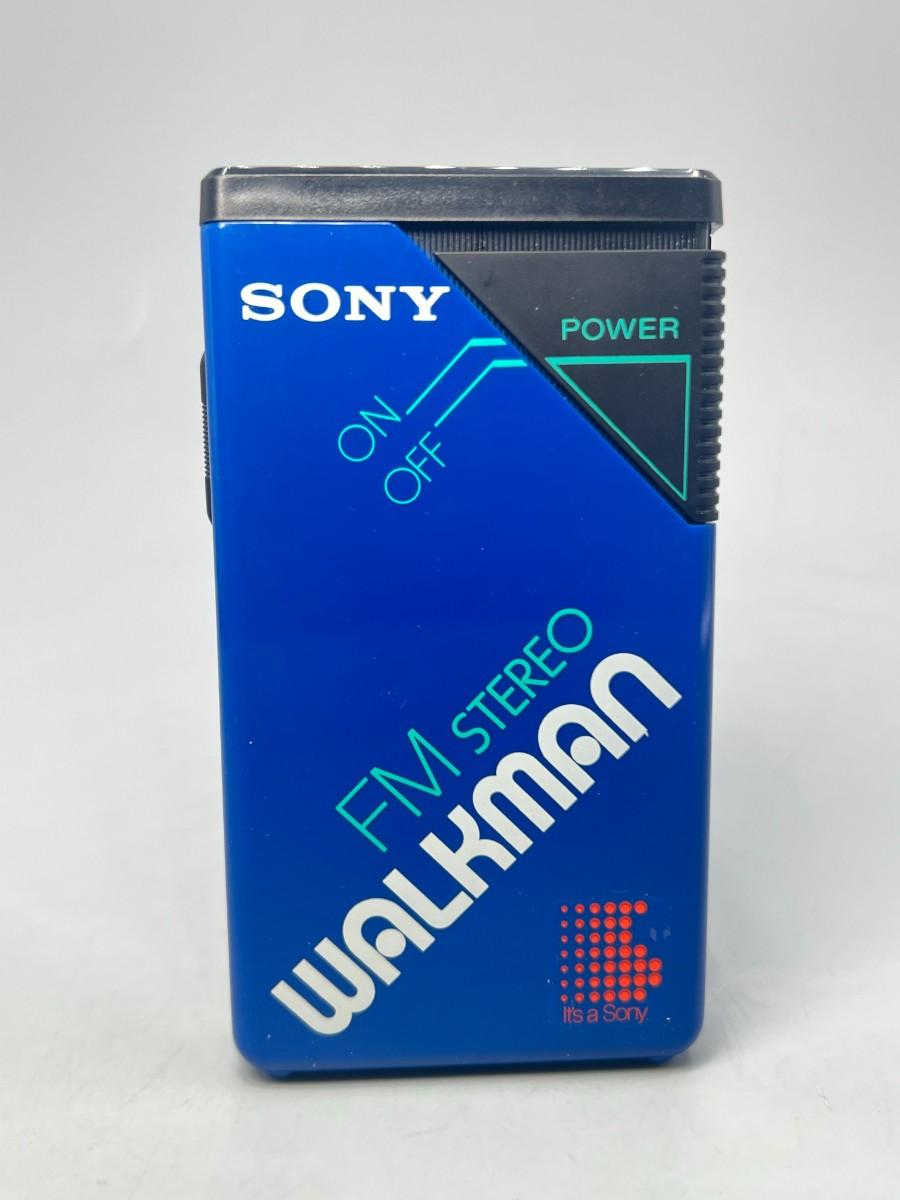 SONY
POWER
ON
OFF
FM STEREO
WALKMAN
It's a Sony